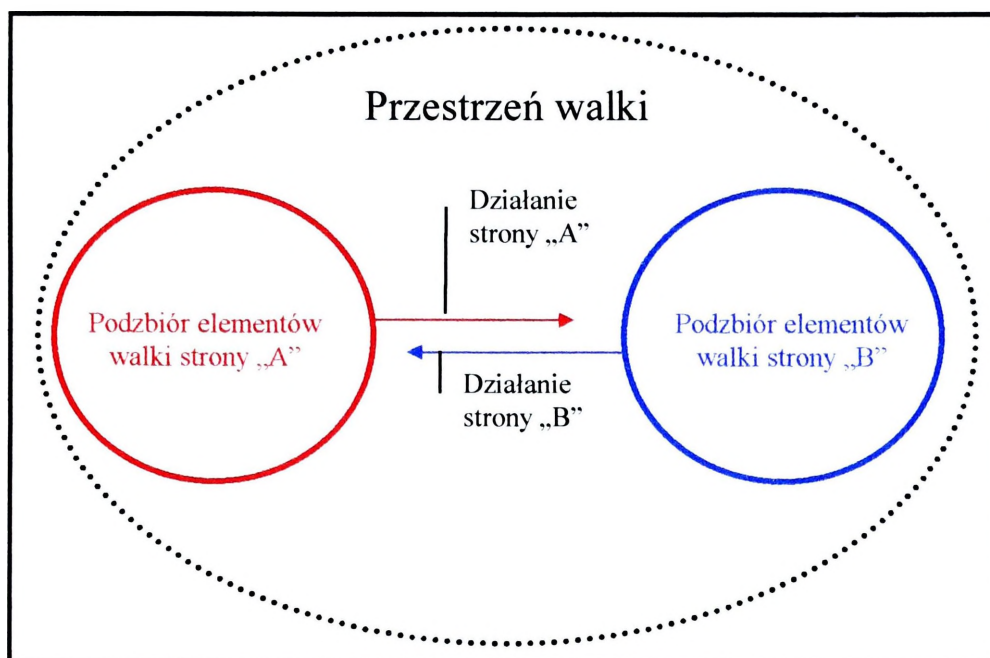 Przestrzeń walki
Działanie
strony „A”
Podzbiór elementów
walki strony „A”
Podzbiór elementów
walki strony „B”
Działanie
strony „B”